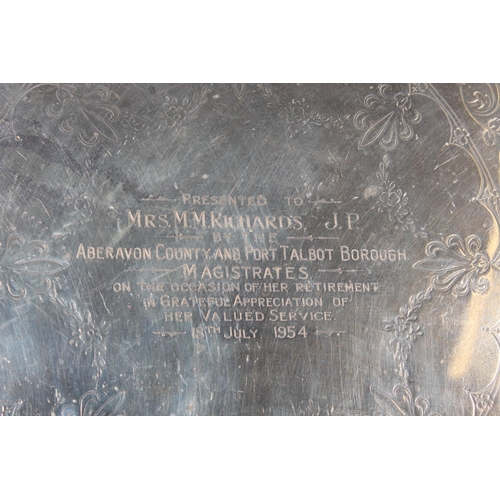 PRESENTED TO
MRS. M. M. RICHARDS, J.P.
BY THE
ABERAVON COUNTY AND PORT TALBOT BOROUGH
MAGISTRATES
ON THE OCCASION OF HER RETIREMENT
IN GRATEFUL APPRECIATION OF
HER VALUED SERVICE.
18TH JULY, 1954